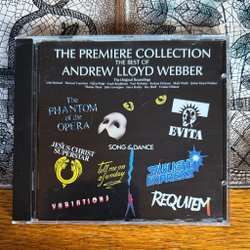 THE PREMIERE COLLECTION
THE BEST OF
ANDREW LLOYD WEBBER
The Original Recordings
THE
PHANTOM
OF THE
OPERA
EVITA
SONG & DANCE
JESUS CHRIST
SUPERSTAR
tell me
on a sunday
STARLIGHT
EXPRESS
VARIATIONS
REQUIEM